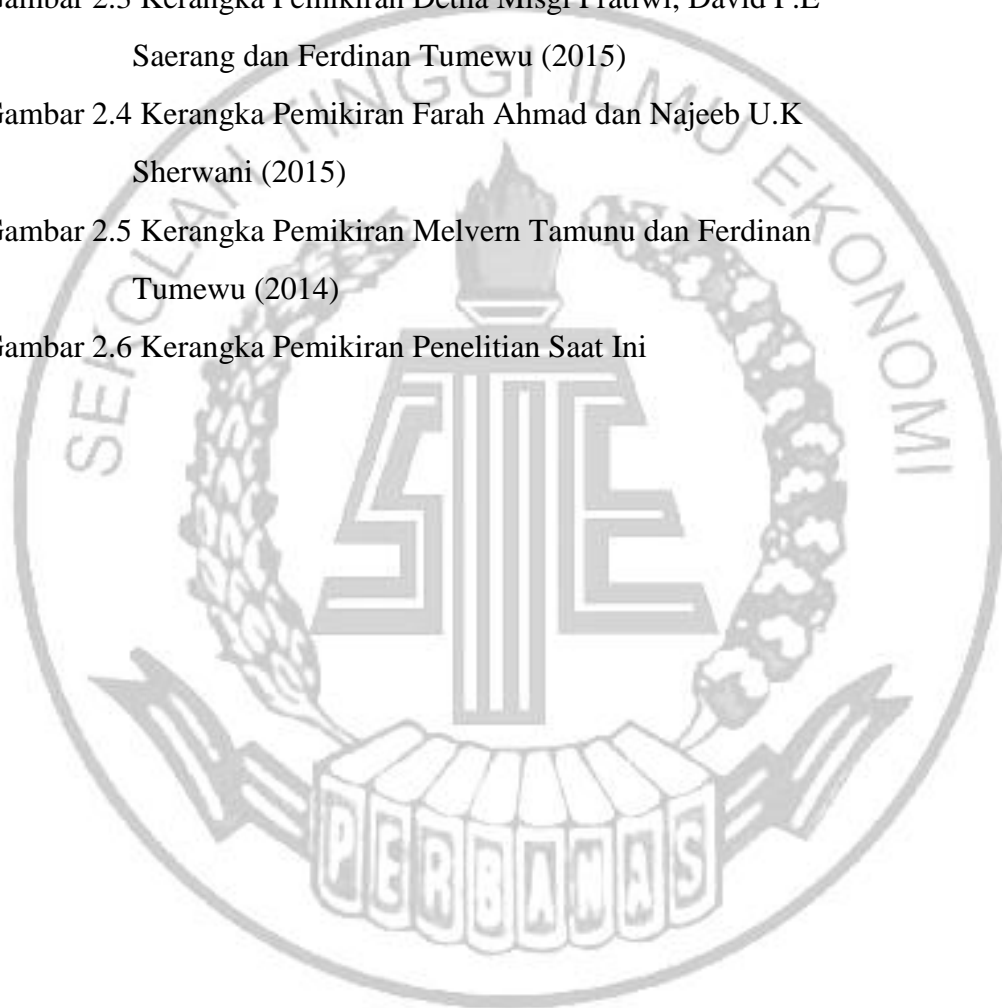 Saerang dan Ferdinan Tumewu (2015)
Gambar 2.4 Kerangka Pemikiran Farah Ahmad dan Najeeb U.K
Sherwani (2015)
Gambar 2.5 Kerangka Pemikiran Melvern Tamunu dan Ferdinan
Tumewu (2014)
Gambar 2.6 Kerangka Pemikiran Penelitian Saat Ini
SEKOLAH TINGGI ILMU EKONOMI
STIE
PERBANAS